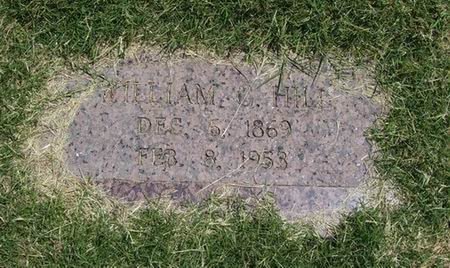 WILLIAM G. HILL
DEC. 6, 1869
FEB. 8, 1953